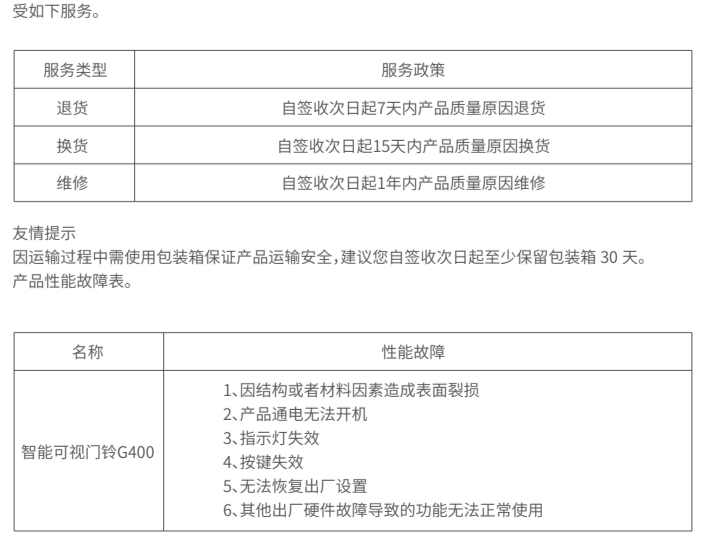 受如下服务。
服务类型 服务政策
退货 自签收次日起7天内产品质量原因退货
换货 自签收次日起15天内产品质量原因换货
维修 自签收次日起1年内产品质量原因维修
友情提示
因运输过程中需使用包装箱保证产品运输安全，建议您自签收次日起至少保留包装箱 30 天。
产品性能故障表。
名称 性能故障
智能可视门铃G400
1、因结构或者材料因素造成表面裂损
2、产品通电无法开机
3、指示灯失效
4、按键失效
5、无法恢复出厂设置
6、其他出厂硬件故障导致的功能无法正常使用